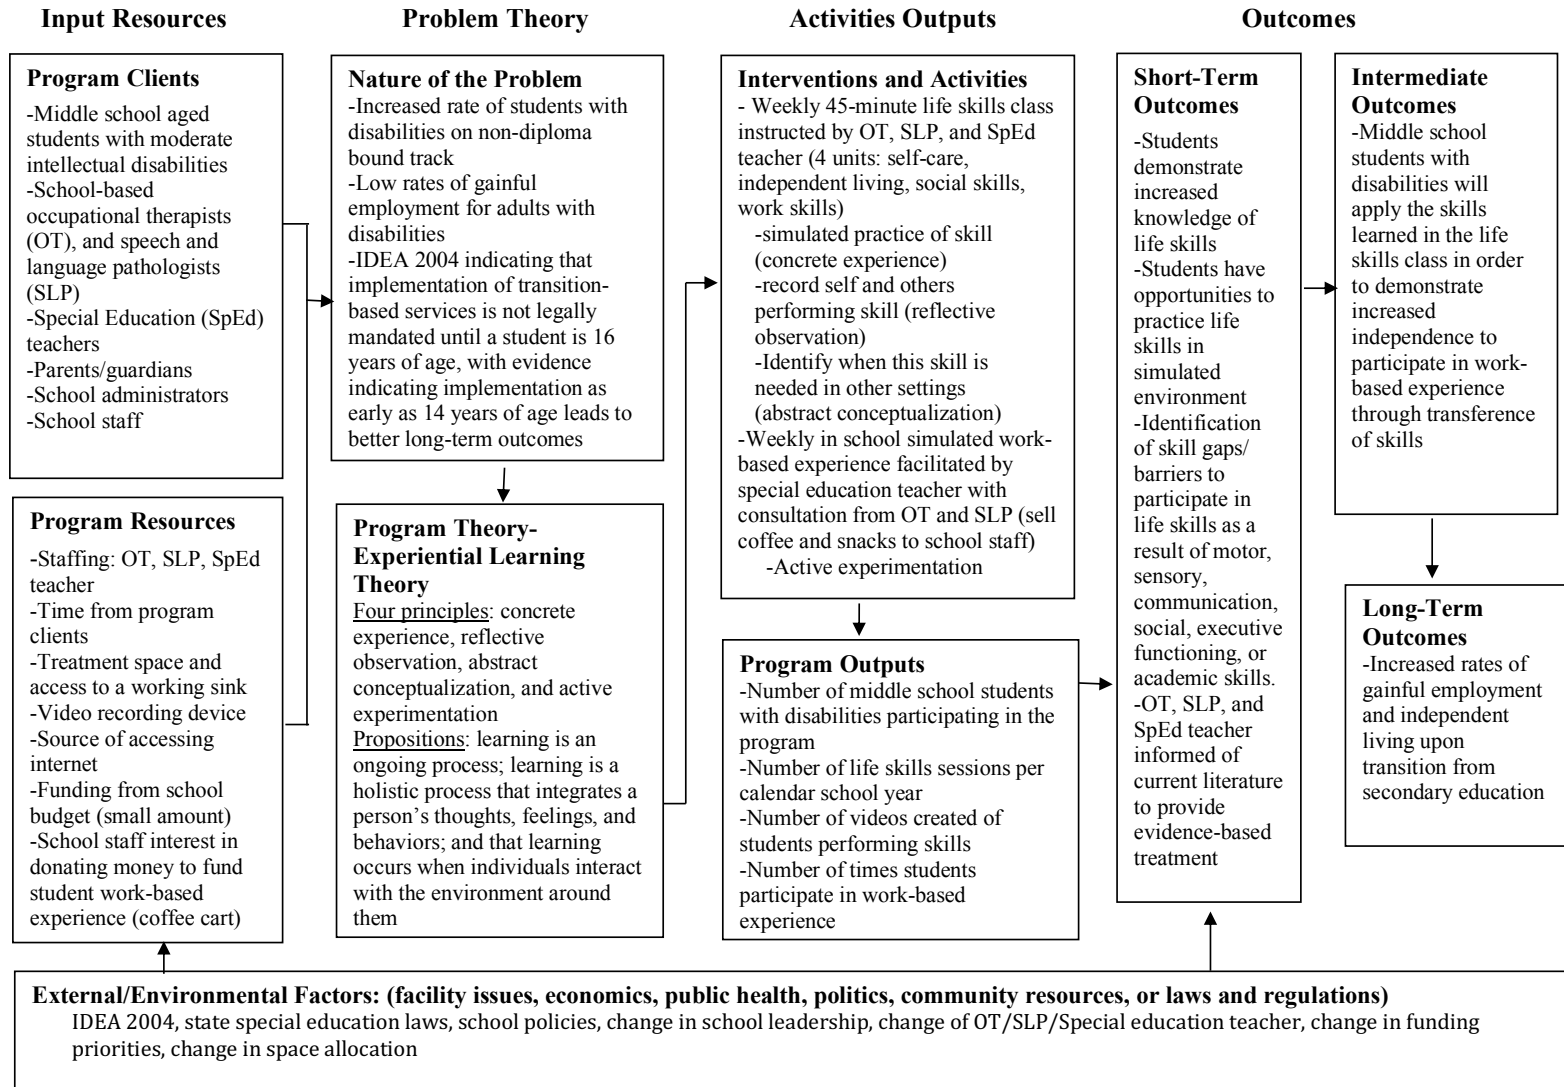 Input Resources
Problem Theory
Activities Outputs
Outcomes
Program Clients
-Middle school aged
students with moderate
intellectual disabilities
-School-based
occupational therapists
(OT), and speech and
language pathologists
(SLP)
-Special Education (SpEd)
teachers
-Parents/guardians
-School administrators
-School staff
Program Resources
-Staffing: OT, SLP, SpEd
teacher
-Time from program
clients
-Treatment space and
access to a working sink
-Video recording device
-Source of accessing
internet
-Funding from school
budget (small amount)
-School staff interest in
donating money to fund
student work-based
experience (coffee cart)
Nature of the Problem
-Increased rate of students with
disabilities on non-diploma
bound track
-Low rates of gainful
employment for adults with
disabilities
-IDEA 2004 indicating that
implementation of transition-
based services is not legally
mandated until a student is 16
years of age, with evidence
indicating implementation as
early as 14 years of age leads to
better long-term outcomes
Program Theory-
Experiential Learning
Theory
Four principles: concrete
experience, reflective
observation, abstract
conceptualization, and active
experimentation
Propositions: learning is an
ongoing process; learning is a
holistic process that integrates a
person’s thoughts, feelings, and
behaviors; and that learning
occurs when individuals interact
with the environment around
them
Interventions and Activities
- Weekly 45-minute life skills class
instructed by OT, SLP, and SpEd
teacher (4 units: self-care,
independent living, social skills,
work skills)
-simulated practice of skill
(concrete experience)
-record self and others
performing skill (reflective
observation)
-Identify when this skill is
needed in other settings
(abstract conceptualization)
-Weekly in school simulated work-
based experience facilitated by
special education teacher with
consultation from OT and SLP (sell
coffee and snacks to school staff)
-Active experimentation
Program Outputs
-Number of middle school students
with disabilities participating in the
program
-Number of life skills sessions per
calendar school year
-Number of videos created of
students performing skills
-Number of times students
participate in work-based
experience
Short-Term
Outcomes
-Students
demonstrate
increased
knowledge of
life skills
-Students have
opportunities to
practice life
skills in
simulated
environment
-Identification
of skill gaps/
barriers to
participate in
life skills as a
result of motor,
sensory,
communication,
social, executive
functioning, or
academic skills.
-OT, SLP, and
SpEd teacher
informed of
current literature
to provide
evidence-based
treatment
Intermediate
Outcomes
-Middle school
students with
disabilities will
apply the skills
learned in the life
skills class in order
to demonstrate
increased
independence to
participate in work-
based experience
through transference
of skills
Long-Term
Outcomes
-Increased rates of
gainful employment
and independent
living upon
transition from
secondary education
External/Environmental Factors: (facility issues, economics, public health, politics, community resources, or laws and regulations)
IDEA 2004, state special education laws, school policies, change in school leadership, change of OT/SLP/Special education teacher, change in funding
priorities, change in space allocation